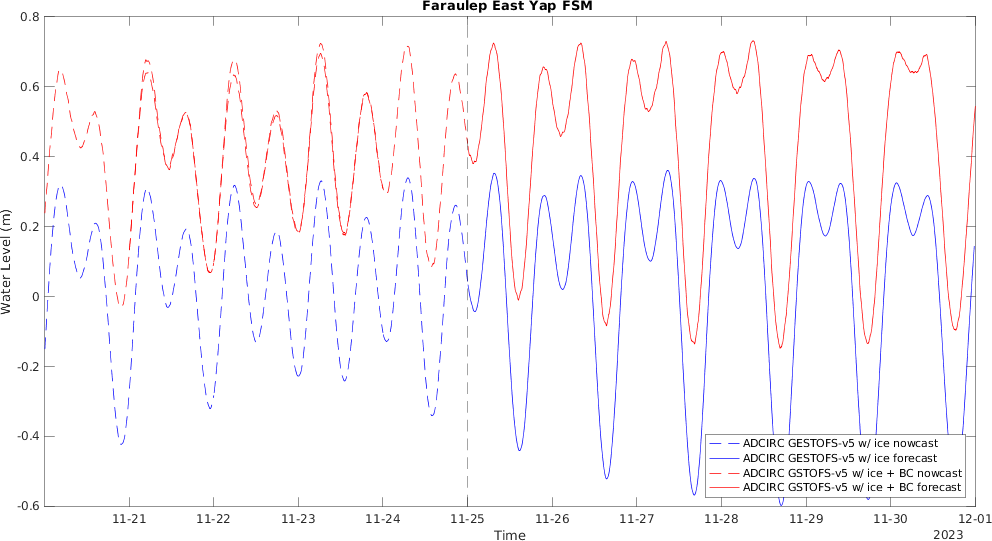 Faraulep East Yap FSM
0.8
0.6
0.4
0.2
0
-0.2
-0.4
-0.6
Water Level (m)
ADCIRC GESTOFS-v5 w/ ice nowcast
ADCIRC GESTOFS-v5 w/ ice forecast
ADCIRC GSTOFS-v5 w/ ice + BC nowcast
ADCIRC GSTOFS-v5 w/ ice + BC forecast
11-21 11-22 11-23 11-24 11-25 11-26 11-27 11-28 11-29 11-30 12-01
Time
2023